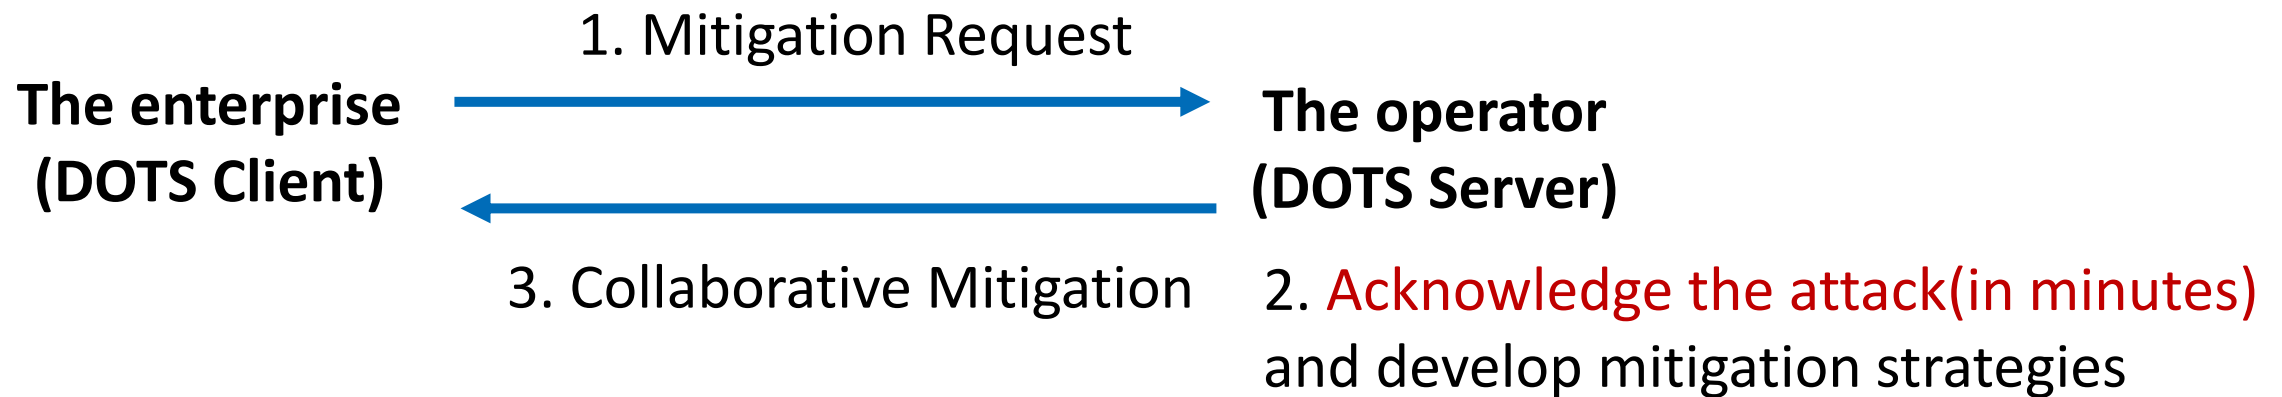 1. Mitigation Request
The enterprise
(DOTS Client)
The operator
(DOTS Server)
3. Collaborative Mitigation
2. Acknowledge the attack(in minutes)
and develop mitigation strategies